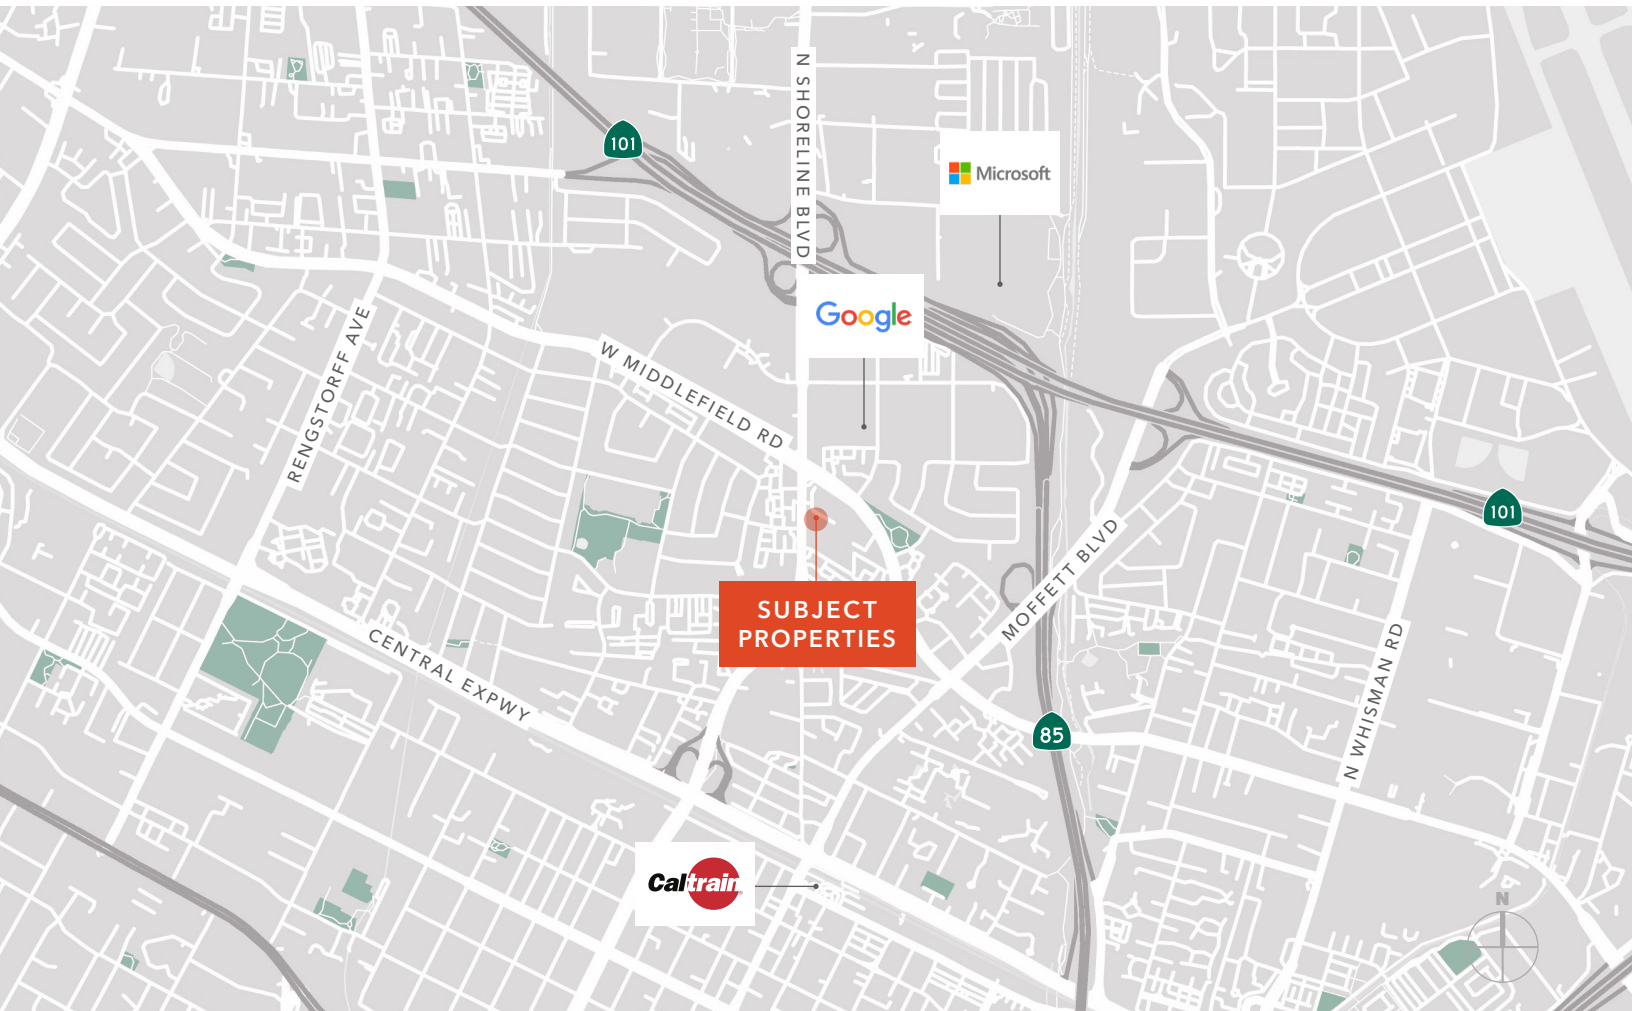 N SHORELINE BLVD
101
Microsoft
Google
RENGSTORFF AVE
W MIDDLEFIELD RD
101
MOFFETT BLVD
SUBJECT
PROPERTIES
CENTRAL EXPWY
N WHISMAN RD
85
Caltrain
N